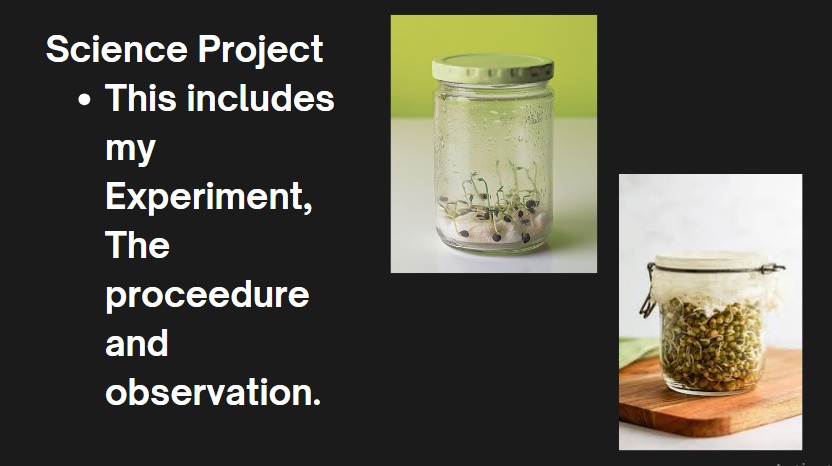 Science Project
• This includes
my
Experiment,
The
proceedure
and
observation.